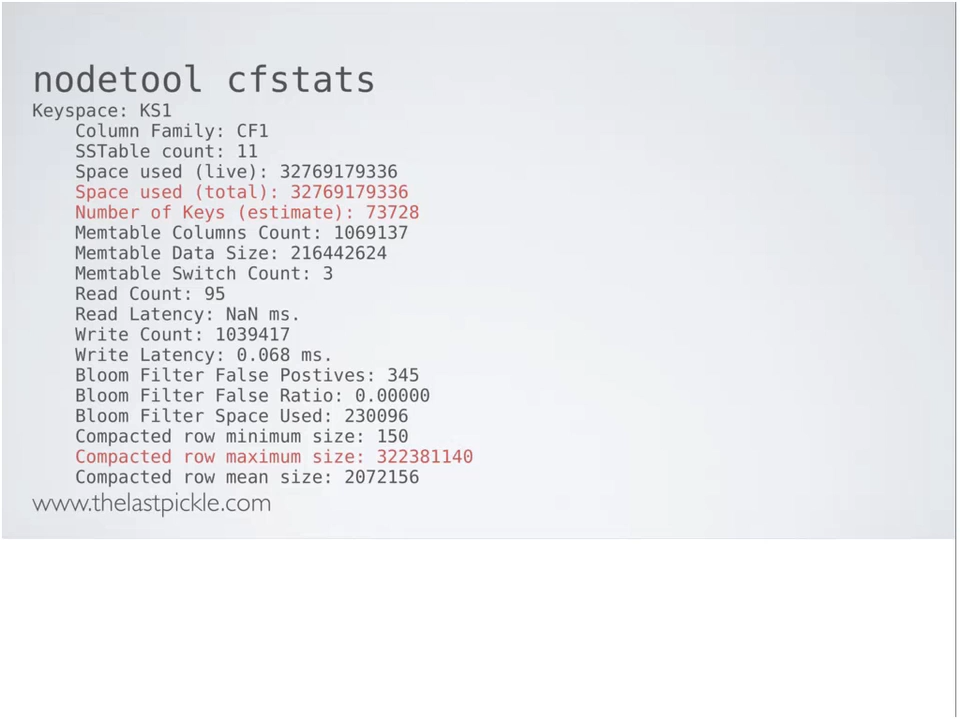 nodetool cfstats
Keyspace: KS1
Column Family: CF1
SSTable count: 11
Space used (live): 32769179336
Space used (total): 32769179336
Number of Keys (estimate): 73728
Memtable Columns Count: 1069137
Memtable Data Size: 216442624
Memtable Switch Count: 3
Read Count: 95
Read Latency: NaN ms.
Write Count: 1039417
Write Latency: 0.068 ms.
Bloom Filter False Postives: 345
Bloom Filter False Ratio: 0.00000
Bloom Filter Space Used: 230096
Compacted row minimum size: 150
Compacted row maximum size: 322381140
Compacted row mean size: 2072156
www.thelastpickle.com